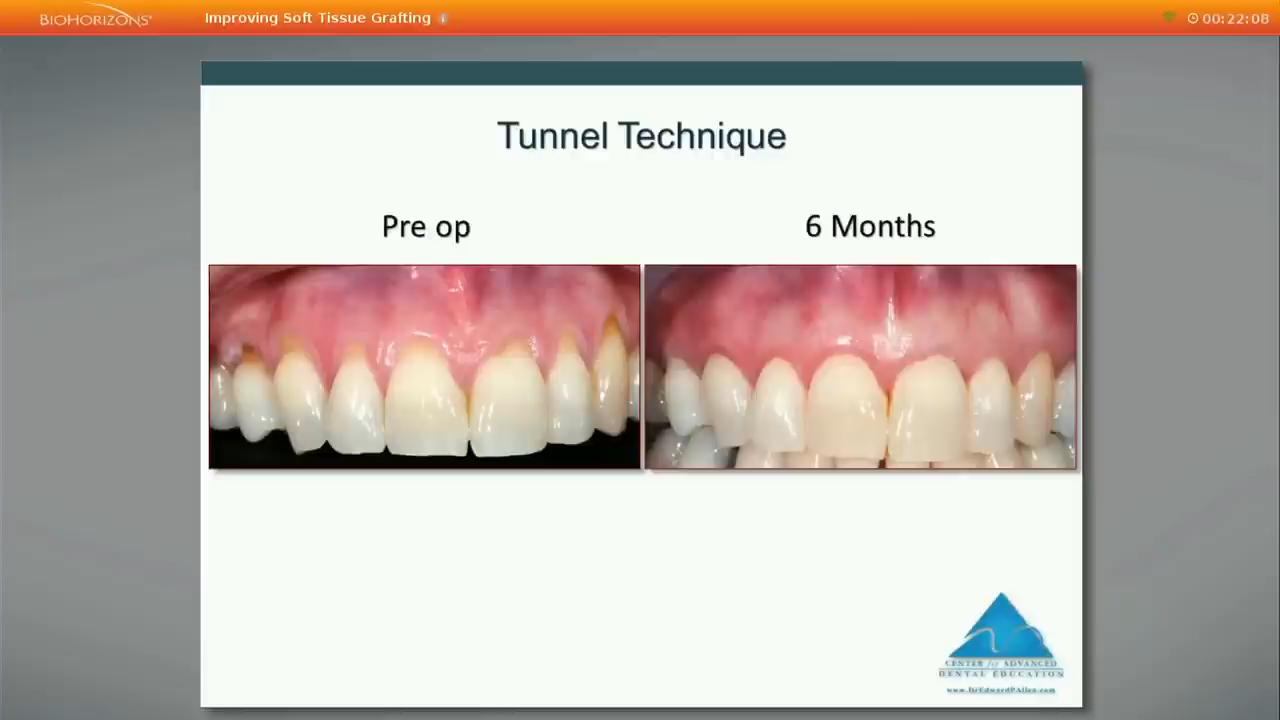 BIOHORIZONS®
Improving Soft Tissue Grafting
00:22:08
Tunnel Technique
Pre op
6 Months
CENTER for ADVANCED
DENTAL EDUCATION
www.DrEdwardPAllen.com